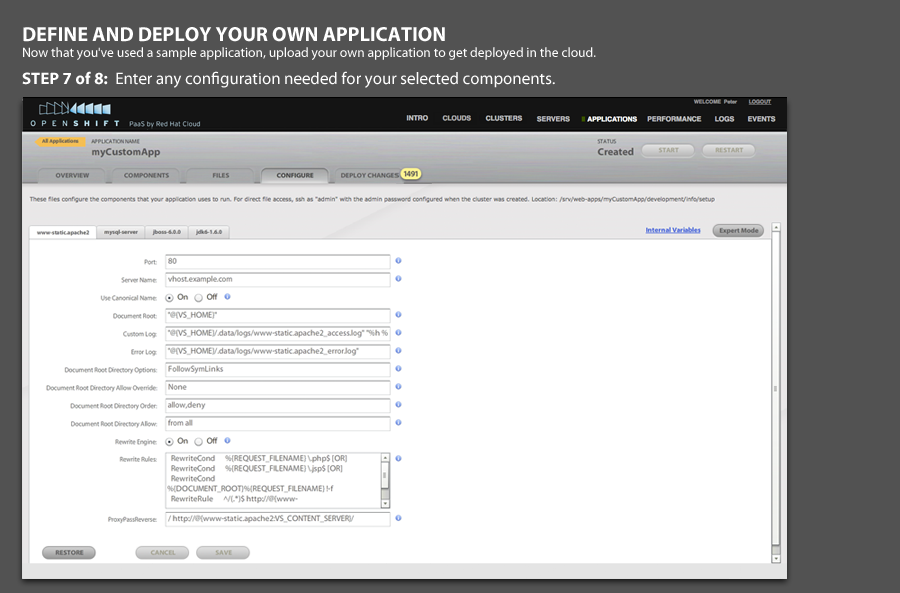 DEFINE AND DEPLOY YOUR OWN APPLICATION
Now that you've used a sample application, upload your own application to get deployed in the cloud.
STEP 7 of 8: Enter any configuration needed for your selected components.
WELCOME Peter LOGOUT
OPENSHIFT PaaS by Red Hat Cloud
INTRO CLOUDS CLUSTERS SERVERS APPLICATIONS PERFORMANCE LOGS EVENTS
All Applications APPLICATION NAME STATUS
myCustomApp Created START RESTART
OVERVIEW COMPONENTS FILES CONFIGURE DEPLOY CHANGES 1491
These files configure the components that your application uses to run. For direct file access, ssh as "admin" with the admin password configured when the cluster was created. Location: /srv/web-apps/myCustomApp/development/info/setup
www-static.apache2 mysql-server jboss-6.0.0 jdk6-1.6.0 Internal Variables Expert Mode
Port: 80
Server Name: vhost.example.com
Use Canonical Name: On Off
Document Root: "@{VS_HOME}"
Custom Log: "@{VS_HOME}/.data/logs/www-static.apache2_access.log" "%h %
Error Log: "@{VS_HOME}/.data/logs/www-static.apache2_error.log"
Document Root Directory Options: FollowSymLinks
Document Root Directory Allow Override: None
Document Root Directory Order: allow,deny
Document Root Directory Allow: from all
Rewrite Engine: On Off
Rewrite Rules: RewriteCond %{REQUEST_FILENAME} \.php$ [OR]
RewriteCond %{REQUEST_FILENAME} \.jsp$ [OR]
RewriteCond
%{DOCUMENT_ROOT}%{REQUEST_FILENAME} !-f
RewriteRule ^/(.*)$ http://@{www-
ProxyPassReverse: / http://@{www-static.apache2:VS_CONTENT_SERVER}/
RESTORE CANCEL SAVE